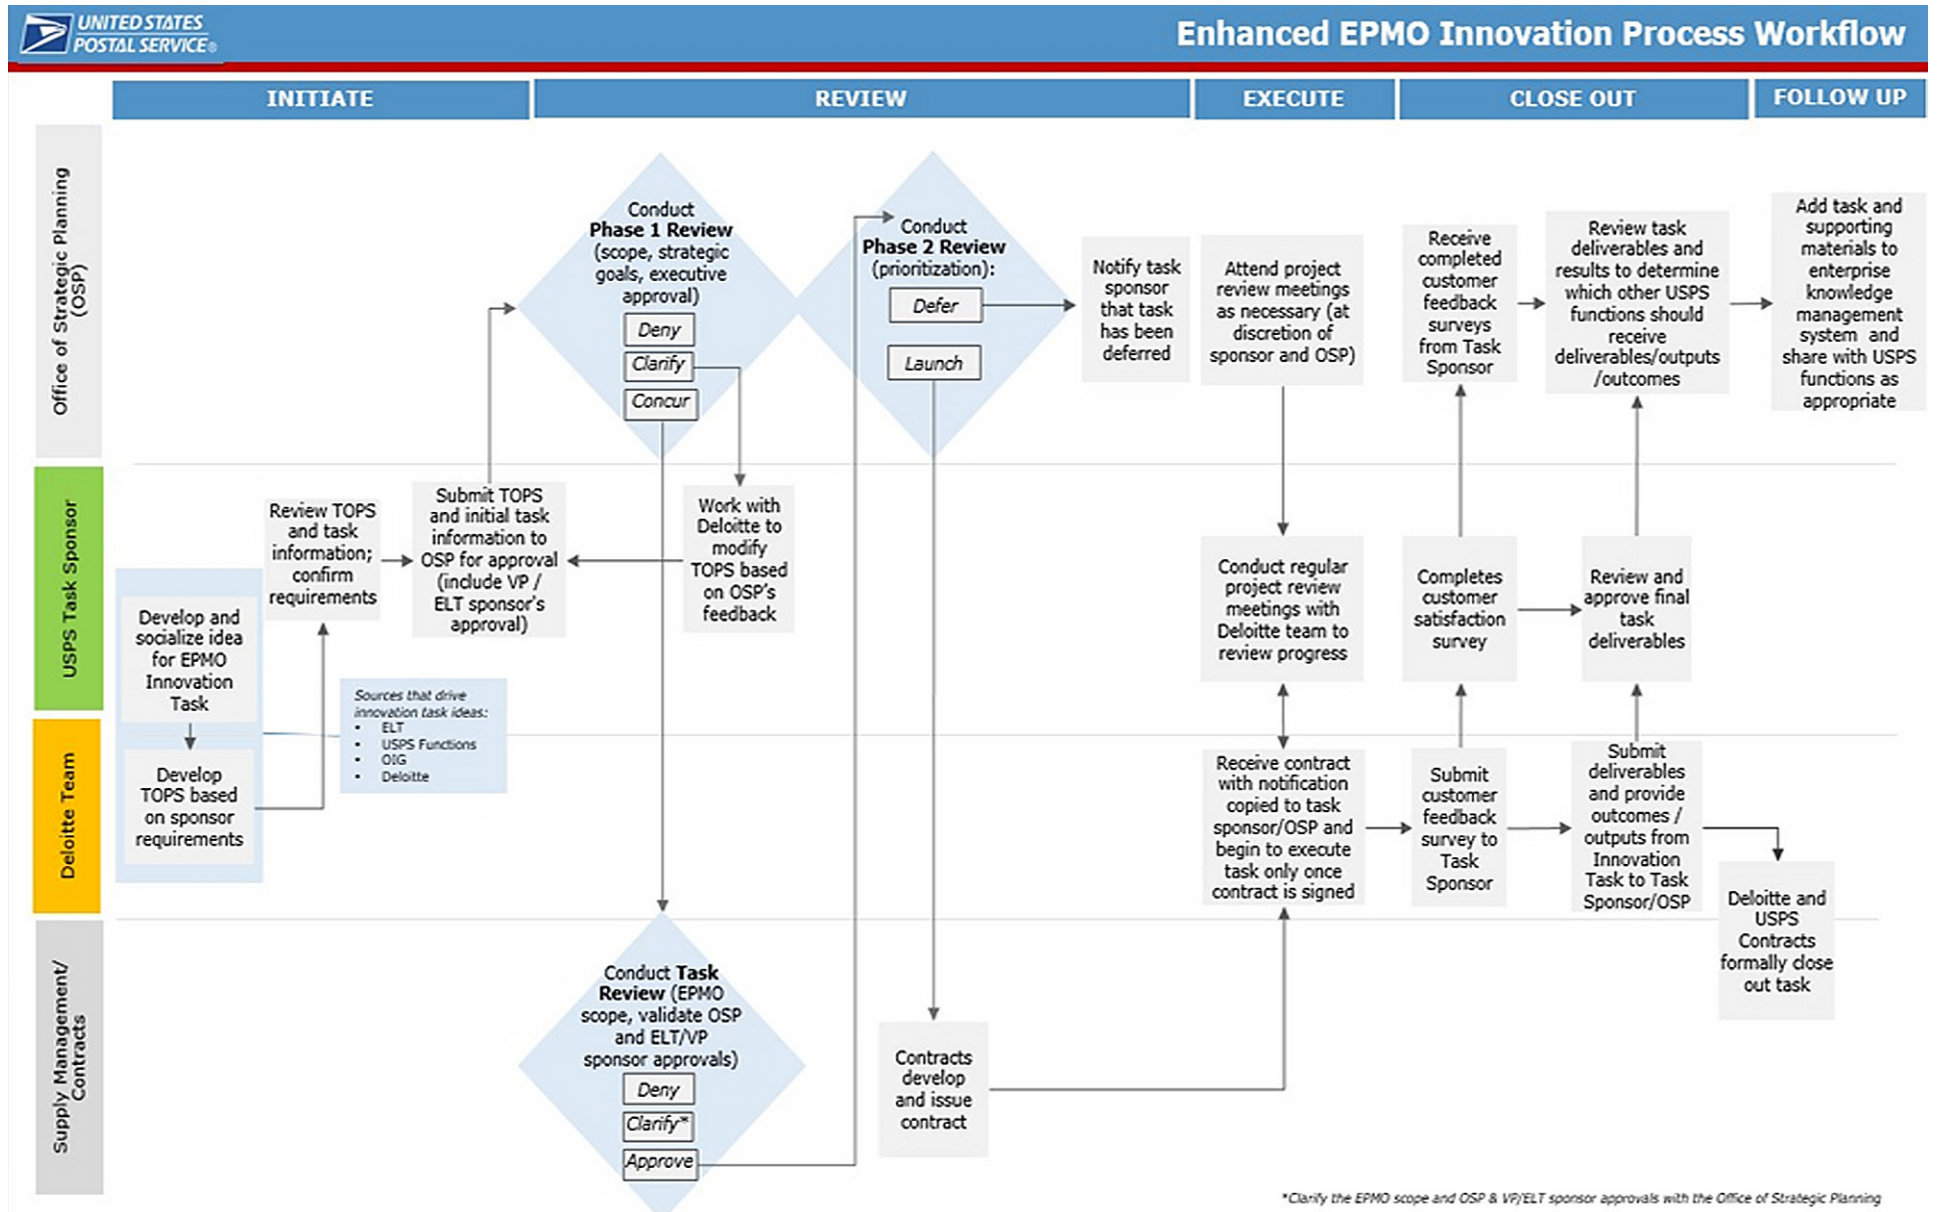 UNITED STATES
POSTAL SERVICE®
Enhanced EPMO Innovation Process Workflow
INITIATE
REVIEW
EXECUTE
CLOSE OUT
FOLLOW UP
Office of Strategic Planning
(OSP)
Conduct
Phase 1 Review
(scope, strategic
goals, executive
approval)
Deny
Clarify
Concur
Conduct
Phase 2 Review
(prioritization):
Defer
Launch
Notify task
sponsor
that task
has been
deferred
Attend project
review meetings
as necessary (at
discretion of
sponsor and OSP)
Receive
completed
customer
feedback
surveys
from Task
Sponsor
Review task
deliverables and
results to determine
which other USPS
functions should
receive
deliverables/outputs
/outcomes
Add task and
supporting
materials to
enterprise
knowledge
management
system and
share with USPS
functions as
appropriate
USPS Task Sponsor
Develop and
socialize idea
for EPMO
Innovation
Task
Review TOPS
and task
information;
confirm
requirements
Submit TOPS
and initial task
information to
OSP for approval
(include VP /
ELT sponsor's
approval)
Work with
Deloitte to
modify
TOPS based
on OSP's
feedback
Conduct regular
project review
meetings with
Deloitte team to
review progress
Completes
customer
satisfaction
survey
Review and
approve final
task
deliverables
Sources that drive
innovation task ideas:
• ELT
• USPS Functions
• OIG
• Deloitte
Deloitte Team
Develop
TOPS based
on sponsor
requirements
Receive contract
with notification
copied to task
sponsor/OSP and
begin to execute
task only once
contract is signed
Submit
customer
feedback
survey to
Task
Sponsor
Submit
deliverables
and provide
outcomes /
outputs from
Innovation
Task to Task
Sponsor/OSP
Deloitte and
USPS
Contracts
formally close
out task
Supply Management/
Contracts
Conduct Task
Review (EPMO
scope, validate OSP
and ELT/VP
sponsor approvals)
Deny
Clarify*
Approve
Contracts
develop
and issue
contract
*Clarify the EPMO scope and OSP & VP/ELT sponsor approvals with the Office of Strategic Planning